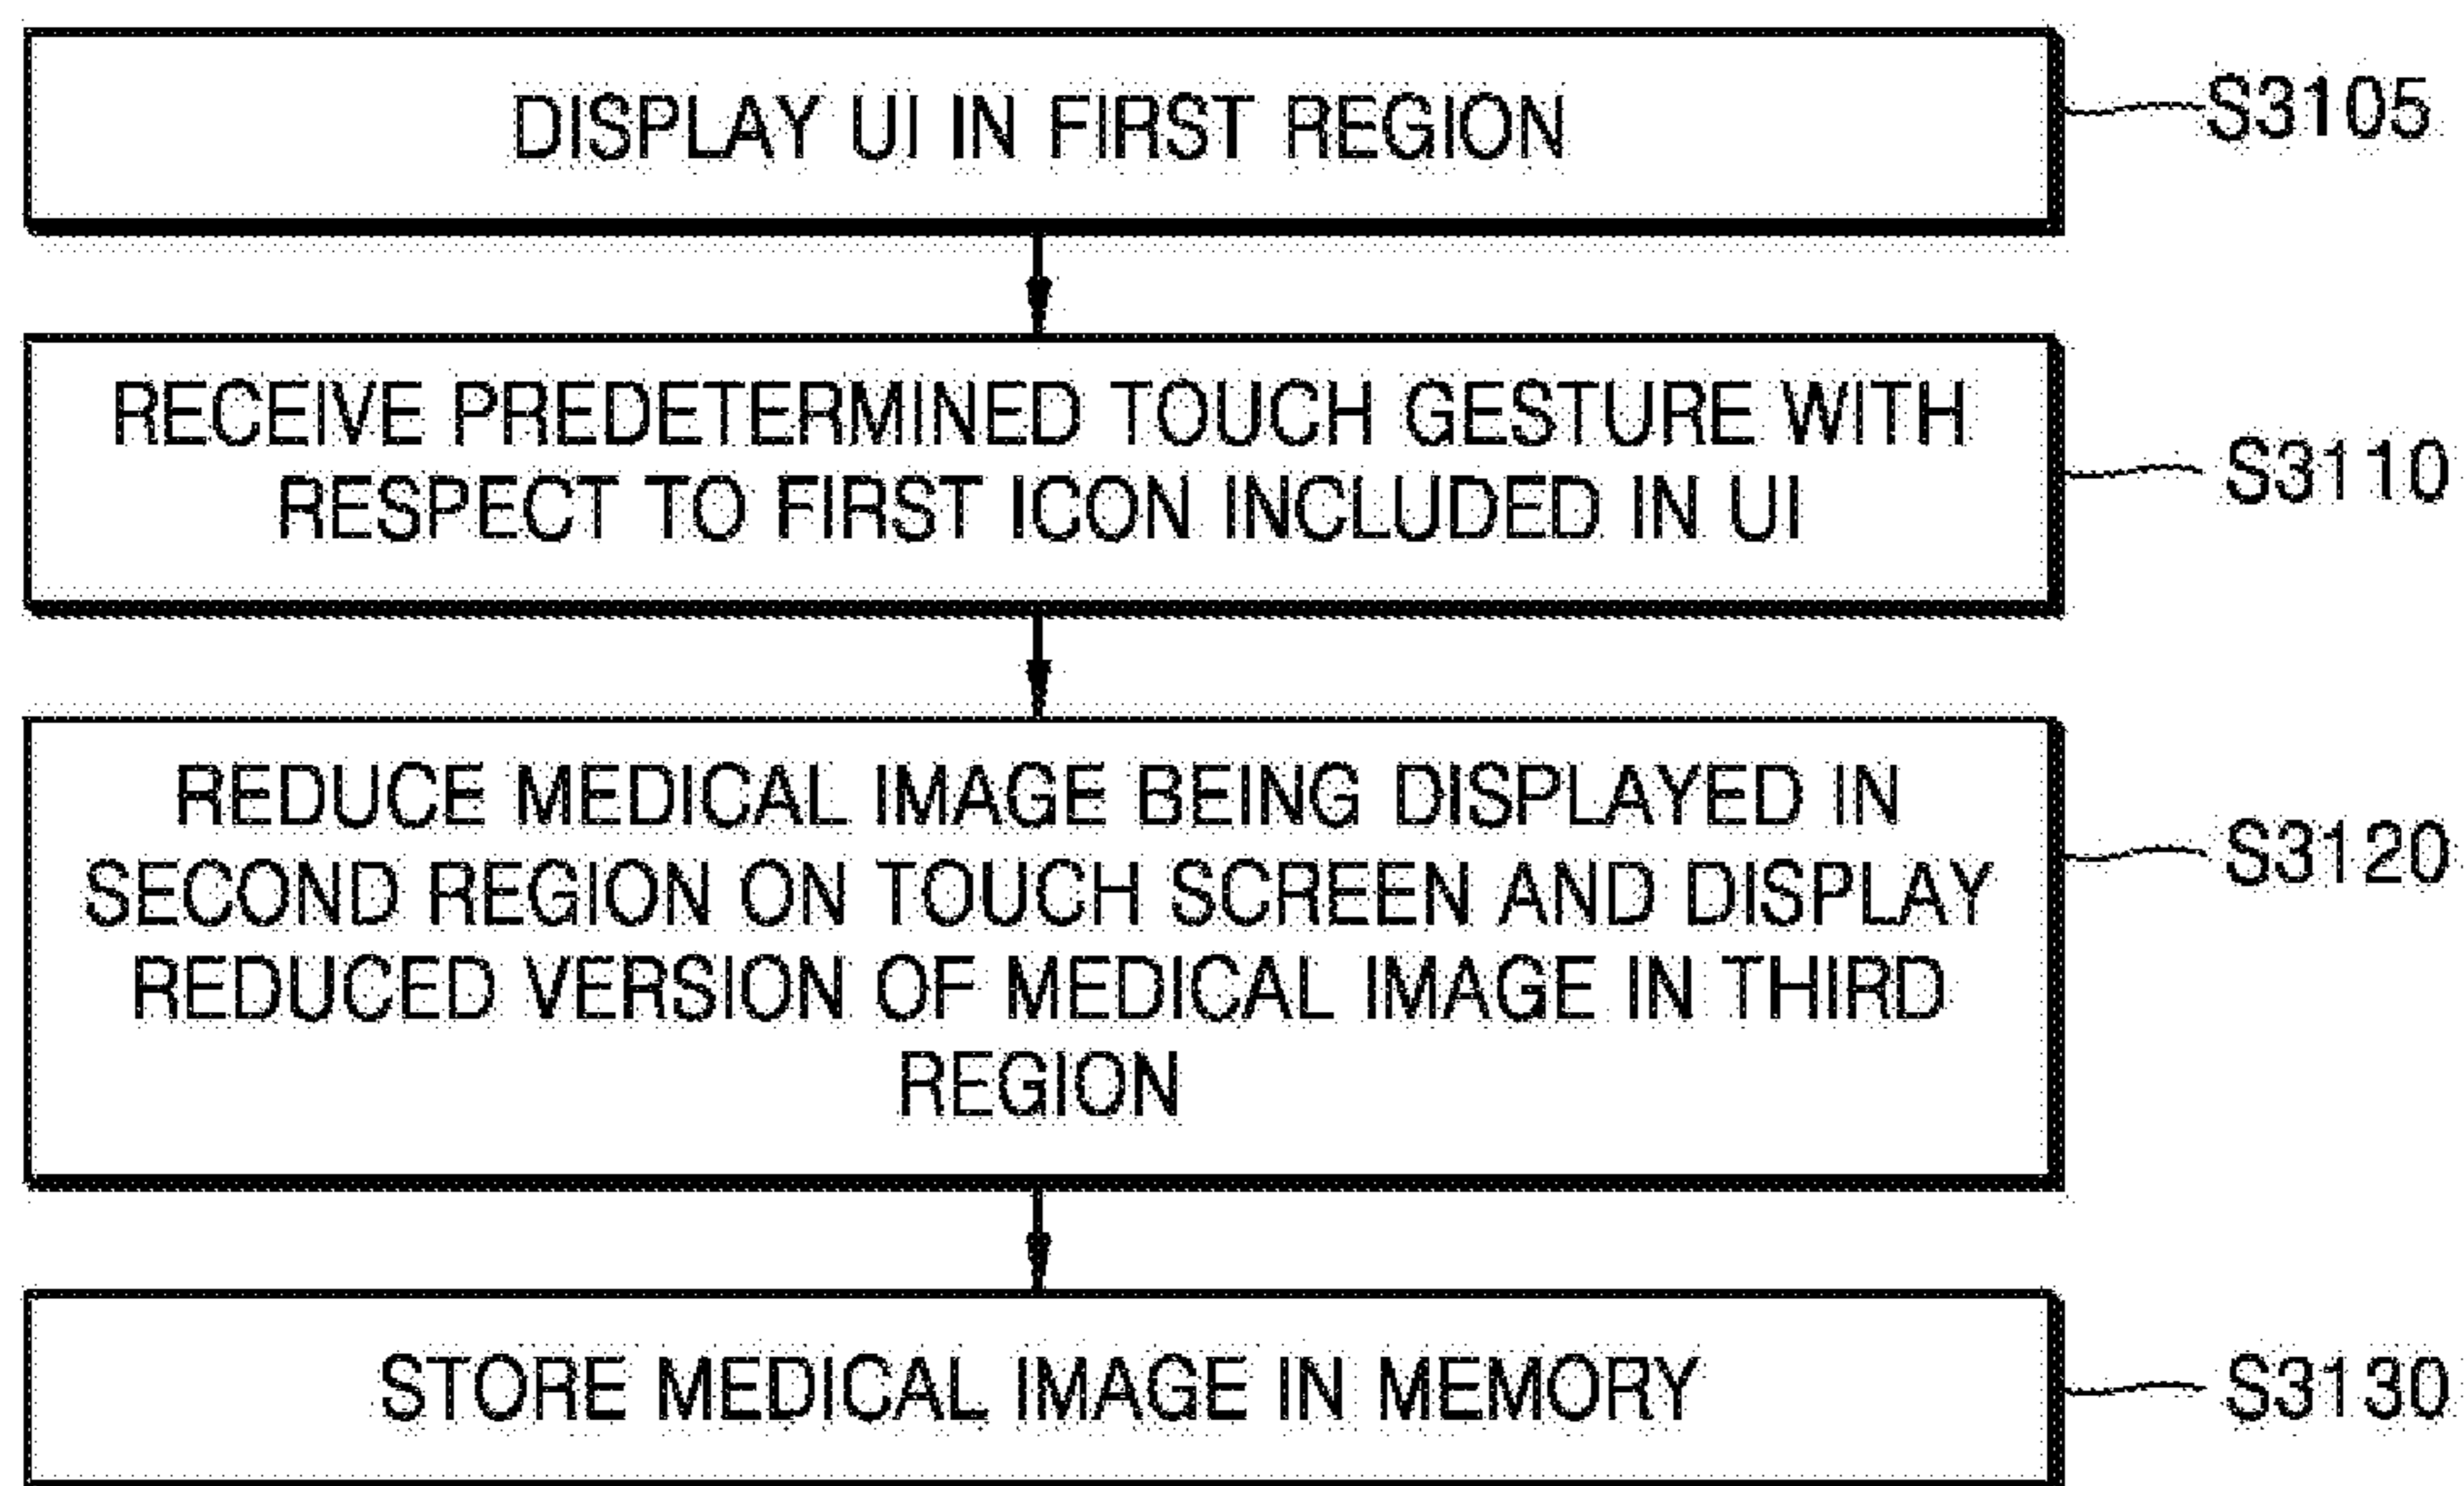 DISPLAY UI IN FIRST REGION
S3105
RECEIVE PREDETERMINED TOUCH GESTURE WITH
RESPECT TO FIRST ICON INCLUDED IN UI
S3110
REDUCE MEDICAL IMAGE BEING DISPLAYED IN
SECOND REGION ON TOUCH SCREEN AND DISPLAY
REDUCED VERSION OF MEDICAL IMAGE IN THIRD
REGION
S3120
STORE MEDICAL IMAGE IN MEMORY
S3130